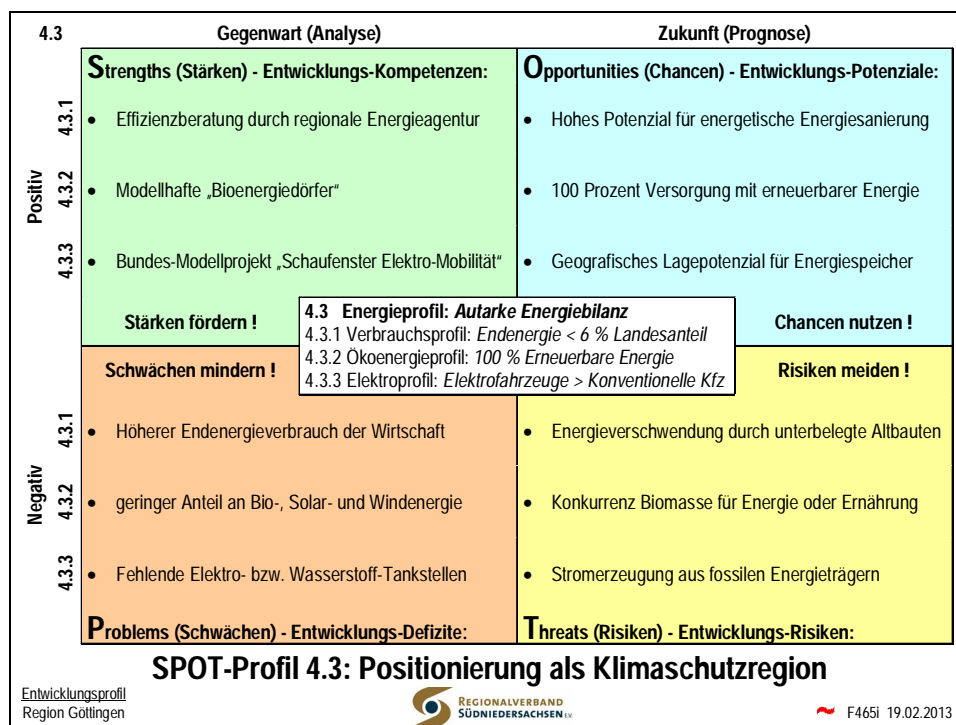 4.3 Gegenwart (Analyse) Zukunft (Prognose)
Strengths (Stärken) - Entwicklungs-Kompetenzen:
Opportunities (Chancen) - Entwicklungs-Potenziale:
Positiv
4.3.1
• Effizienzberatung durch regionale Energieagentur
• Hohes Potenzial für energetische Energiesanierung
4.3.2
• Modellhafte „Bioenergiedörfer“
• 100 Prozent Versorgung mit erneuerbarer Energie
4.3.3
• Bundes-Modellprojekt „Schaufenster Elektro-Mobilität“
• Geografisches Lagepotenzial für Energiespeicher
Stärken fördern !
Chancen nutzen !
4.3 Energieprofil: Autarke Energiebilanz
4.3.1 Verbrauchsprofil: Endenergie < 6 % Landesanteil
4.3.2 Ökoenergieprofil: 100 % Erneuerbare Energie
4.3.3 Elektroprofil: Elektrofahrzeuge > Konventionelle Kfz
Schwächen mindern !
Risiken meiden !
Negativ
4.3.1
• Höherer Endenergieverbrauch der Wirtschaft
• Energieverschwendung durch unterbelegte Altbauten
4.3.2
• geringer Anteil an Bio-, Solar- und Windenergie
• Konkurrenz Biomasse für Energie oder Ernährung
4.3.3
• Fehlende Elektro- bzw. Wasserstoff-Tankstellen
• Stromerzeugung aus fossilen Energieträgern
Problems (Schwächen) - Entwicklungs-Defizite:
Threats (Risiken) - Entwicklungs-Risiken:
SPOT-Profil 4.3: Positionierung als Klimaschutzregion
Entwicklungsprofil
Region Göttingen
REGIONALVERBAND
SÜDNIEDERSACHSEN E.V.
F465i 19.02.2013